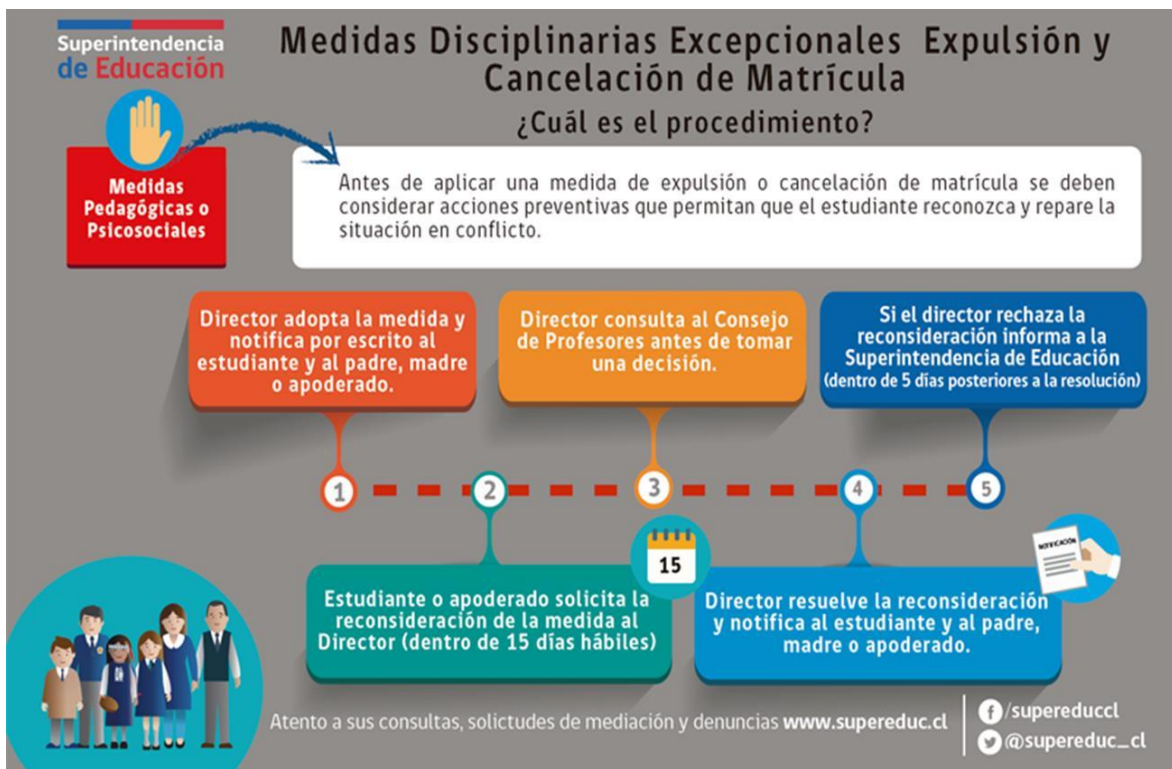 Superintendencia
de Educación
Medidas Disciplinarias Excepcionales Expulsión y
Cancelación de Matrícula
¿Cuál es el procedimiento?
Medidas
Pedagógicas o
Psicosociales
Antes de aplicar una medida de expulsión o cancelación de matrícula se deben
considerar acciones preventivas que permitan que el estudiante reconozca y repare la
situación en conflicto.
Director adopta la medida y
notifica por escrito al
estudiante y al padre, madre
o apoderado.
Director consulta al Consejo
de Profesores antes de tomar
una decisión.
Si el director rechaza la
reconsideración informa a la
Superintendencia de Educación
(dentro de 5 días posteriores a la resolución)
1
2
3
4
5
15
NOTIFICACIÓN
Estudiante o apoderado solicita la
reconsideración de la medida al
Director (dentro de 15 días hábiles)
Director resuelve la reconsideración
y notifica al estudiante y al padre,
madre o apoderado.
Atento a sus consultas, solictudes de mediación y denuncias www.supereduc.cl
f /supereduccl
@supereduc_cl